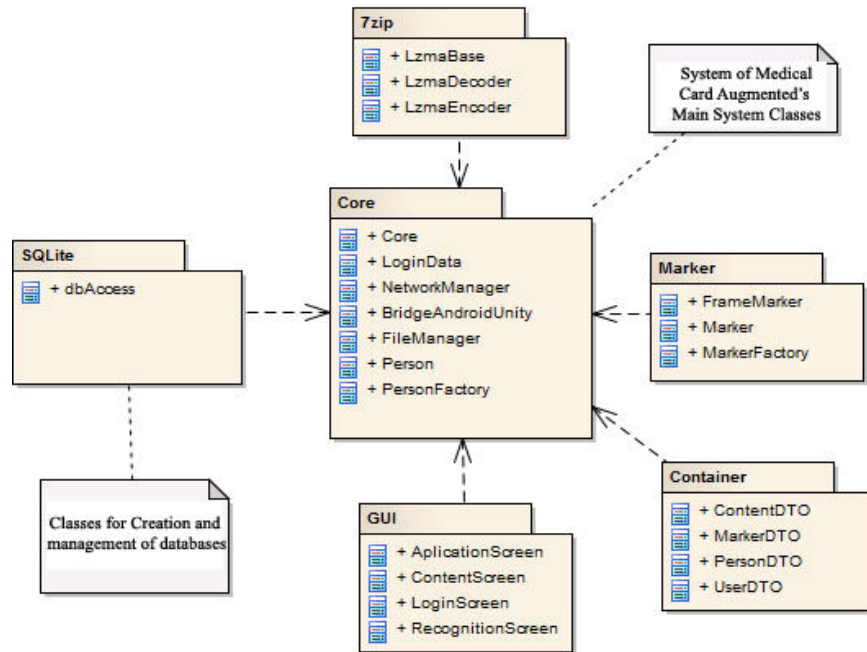 7zip
+ LzmaBase
+ LzmaDecoder
+ LzmaEncoder
System of Medical
Card Augmented's
Main System Classes
Core
+ Core
+ LoginData
+ NetworkManager
+ BridgeAndroidUnity
+ FileManager
+ Person
+ PersonFactory
SQLite
+ dbAccess
Marker
+ FrameMarker
+ Marker
+ MarkerFactory
Classes for Creation and
management of databases
GUI
+ AplicationScreen
+ ContentScreen
+ LoginScreen
+ RecognitionScreen
Container
+ ContentDTO
+ MarkerDTO
+ PersonDTO
+ UserDTO